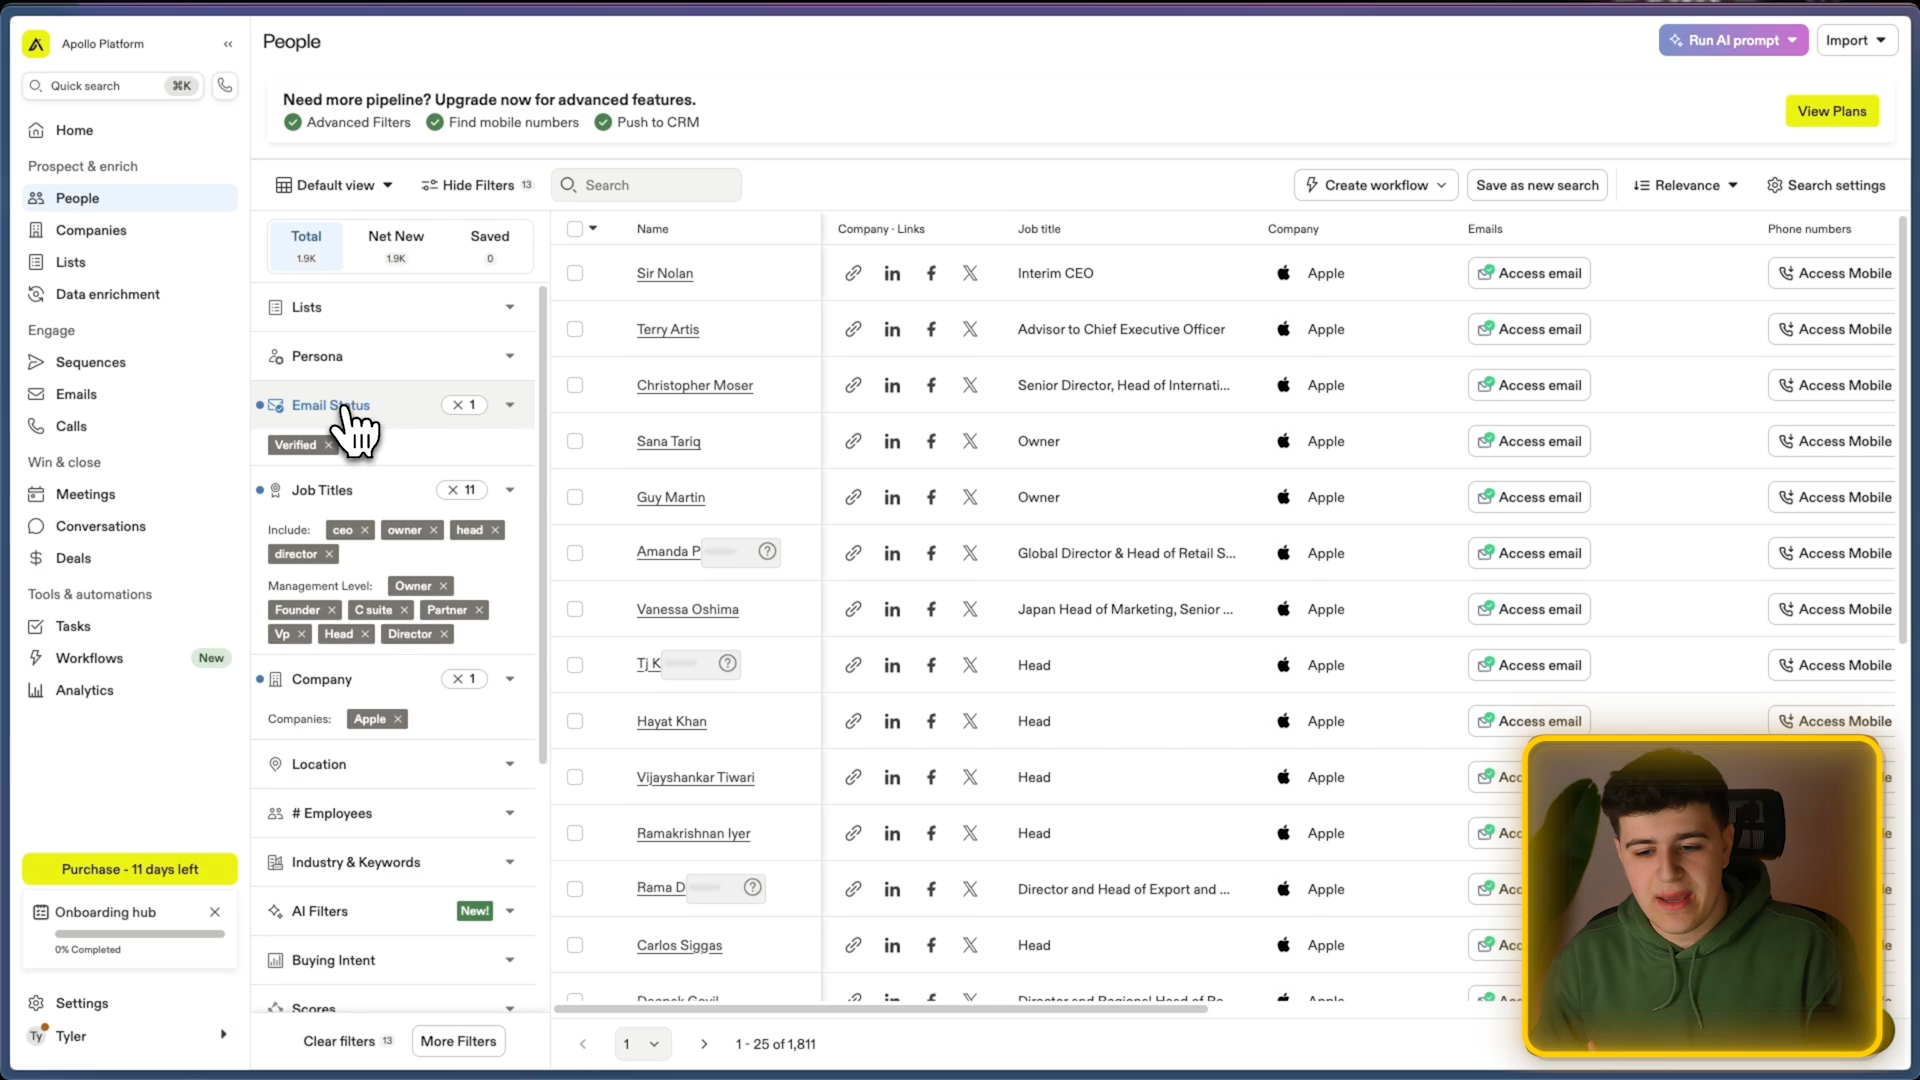 Apollo Platform
Quick search ⌘K
Home
Prospect & enrich
People
Companies
Lists
Data enrichment
Engage
Sequences
Emails
Calls
Win & close
Meetings
Conversations
Deals
Tools & automations
Tasks
Workflows New
Analytics
Purchase - 11 days left
Onboarding hub
0% Completed
Settings
Ty Tyler
People
Run AI prompt
Import
Need more pipeline? Upgrade now for advanced features.
Advanced Filters Find mobile numbers Push to CRM
View Plans
Default view
Hide Filters 13
Search
Create workflow
Save as new search
Relevance
Search settings
Total Net New Saved
1.9K 1.9K 0
Lists
Persona
Email Status × 1
Verified ×
Job Titles × 11
Include: ceo × owner × head ×
director ×
Management Level: Owner ×
Founder × C suite × Partner ×
Vp × Head × Director ×
Company × 1
Companies: Apple ×
Location
# Employees
Industry & Keywords
AI Filters New!
Buying Intent
Scores
Clear filters 13
More Filters
Name Company · Links Job title Company Emails Phone numbers
Sir Nolan Interim CEO Apple Access email Access Mobile
Terry Artis Advisor to Chief Executive Officer Apple Access email Access Mobile
Christopher Moser Senior Director, Head of Internati... Apple Access email Access Mobile
Sana Tariq Owner Apple Access email Access Mobile
Guy Martin Owner Apple Access email Access Mobile
Amanda P Global Director & Head of Retail S... Apple Access email Access Mobile
Vanessa Oshima Japan Head of Marketing, Senior ... Apple Access email Access Mobile
Tj K Head Apple Access email Access Mobile
Hayat Khan Head Apple Access email Access Mobile
Vijayshankar Tiwari Head Apple
Ramakrishnan Iyer Head Apple
Rama D Director and Head of Export and ... Apple
Carlos Siggas Head Apple
1
1 - 25 of 1,811